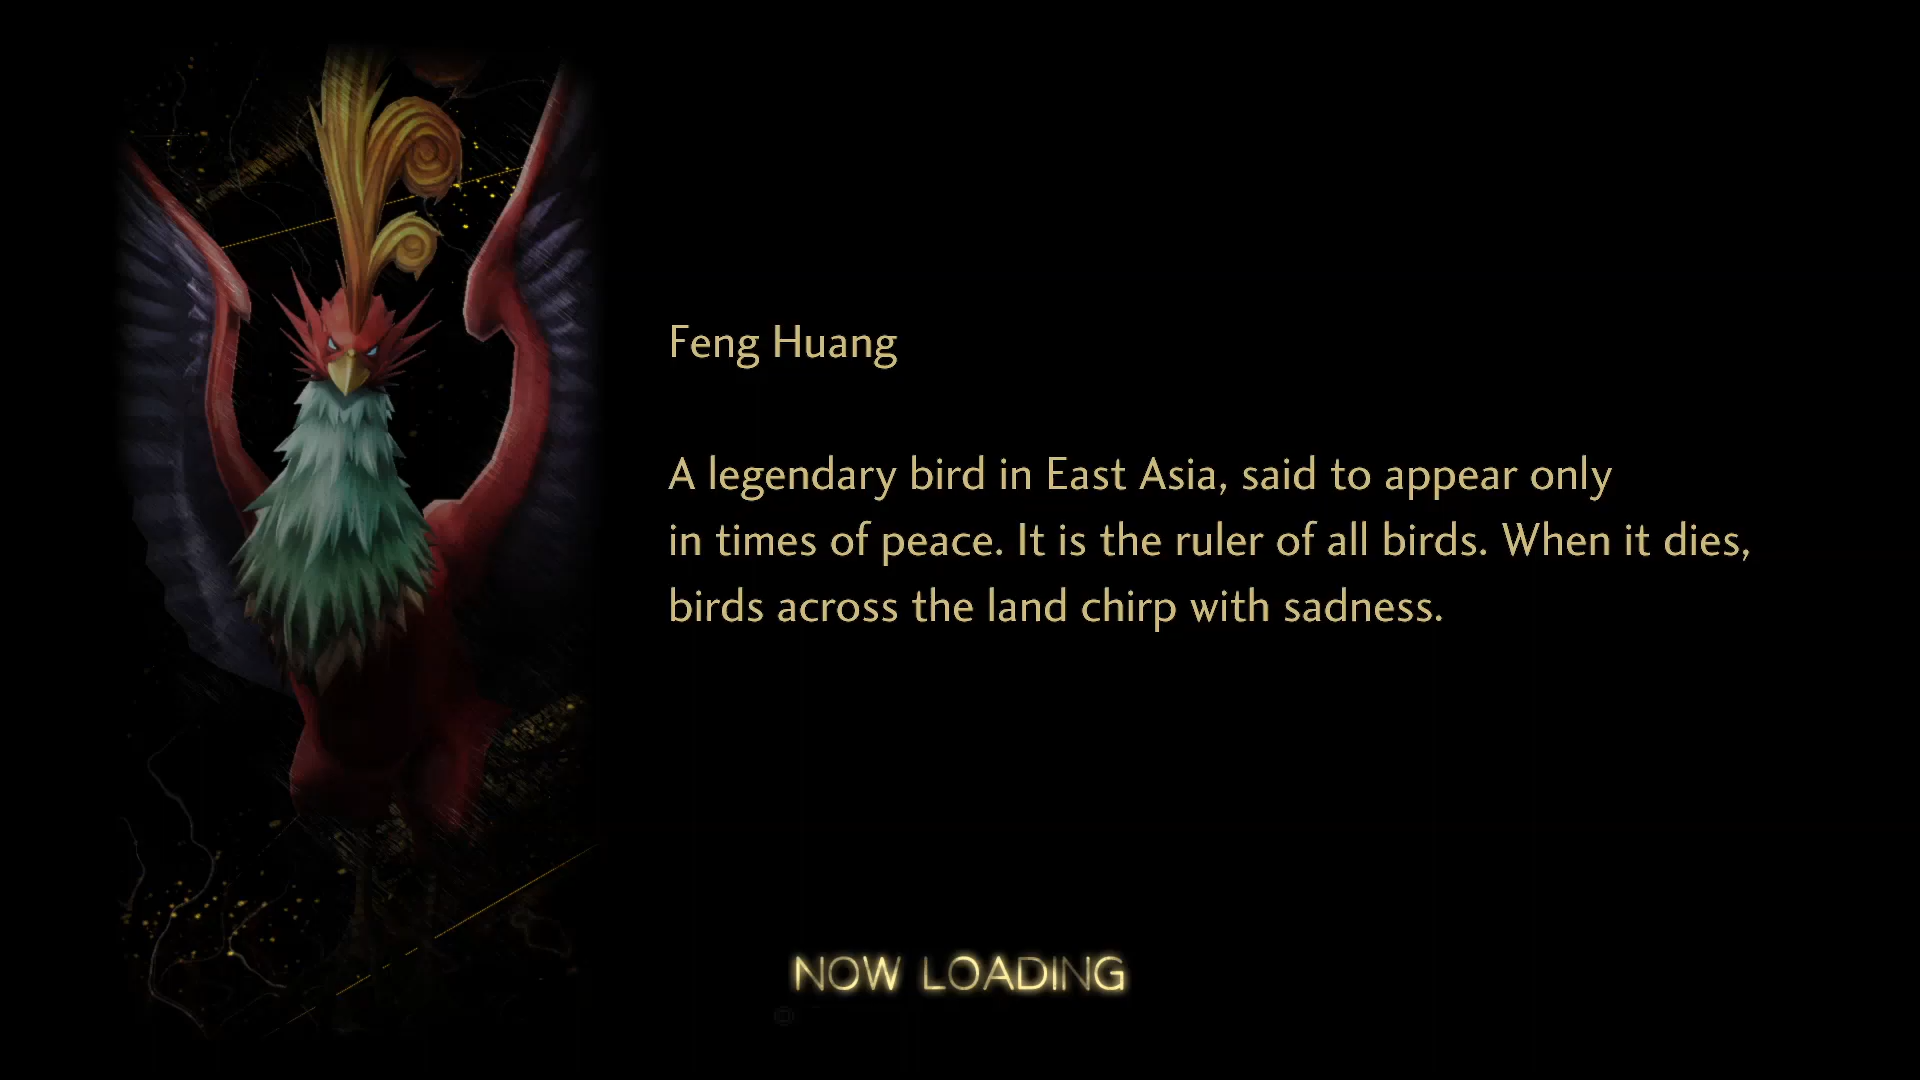 Feng Huang
A legendary bird in East Asia, said to appear only
in times of peace. It is the ruler of all birds. When it dies,
birds across the land chirp with sadness.
NOW LOADING